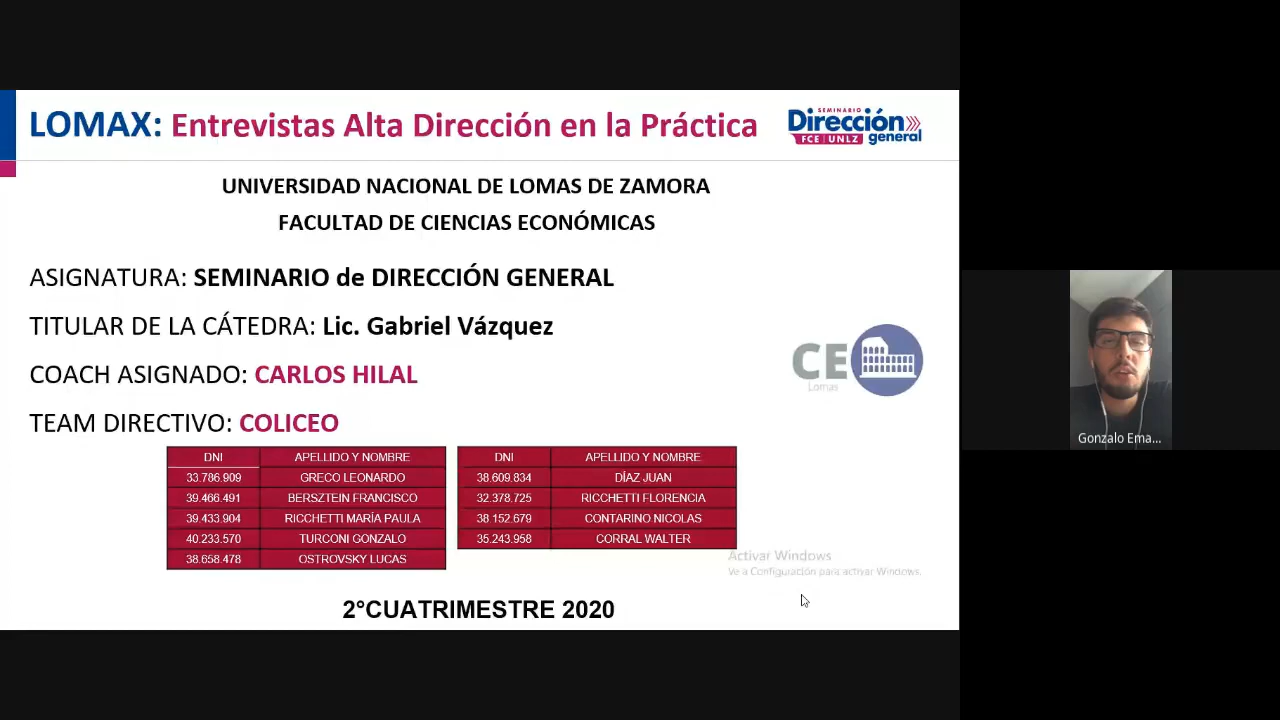 LOMAX: Entrevistas Alta Dirección en la Práctica
SEMINARIO
Dirección
FCE | UNLZ general
UNIVERSIDAD NACIONAL DE LOMAS DE ZAMORA
FACULTAD DE CIENCIAS ECONÓMICAS
ASIGNATURA: SEMINARIO de DIRECCIÓN GENERAL
TITULAR DE LA CÁTEDRA: Lic. Gabriel Vázquez
COACH ASIGNADO: CARLOS HILAL
TEAM DIRECTIVO: COLICEO
CE
Lomas
DNI APELLIDO Y NOMBRE
33.786.909 GRECO LEONARDO
39.466.491 BERSZTEIN FRANCISCO
39.433.904 RICCHETTI MARÍA PAULA
40.233.570 TURCONI GONZALO
38.658.478 OSTROVSKY LUCAS
DNI APELLIDO Y NOMBRE
38.609.834 DÍAZ JUAN
32.378.725 RICCHETTI FLORENCIA
38.152.679 CONTARINO NICOLAS
35.243.958 CORRAL WALTER
Activar Windows
Ve a Configuración para activar Windows.
2°CUATRIMESTRE 2020
Gonzalo Ema...